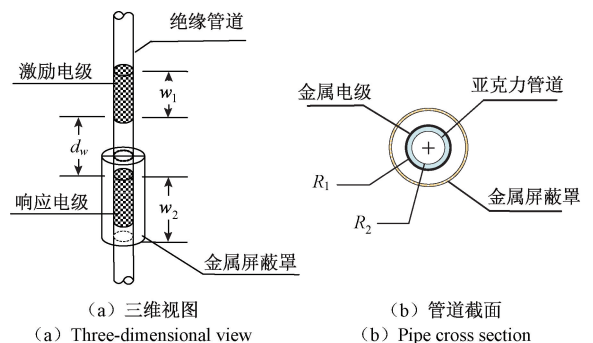 绝缘管道
激励电级
w1
dw
响应电级
w2
金属屏蔽罩
(a)三维视图
(a) Three-dimensional view
金属电级
亚克力管道
R1
R2
金属屏蔽罩
(b)管道截面
(b) Pipe cross section